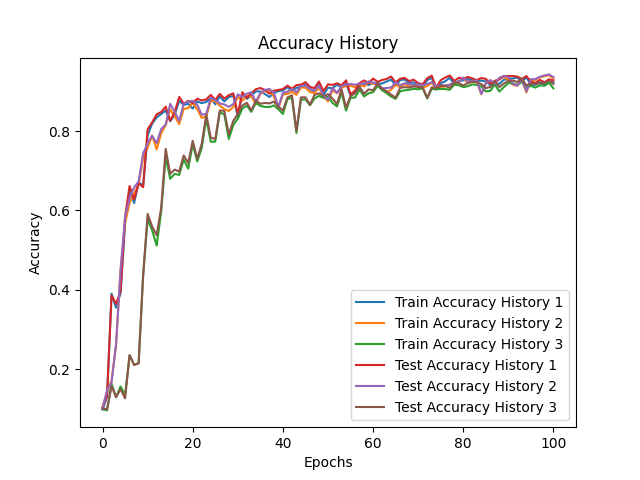 Accuracy History
Accuracy
0.8
0.6
0.4
0.2
Train Accuracy History 1
Train Accuracy History 2
Train Accuracy History 3
Test Accuracy History 1
Test Accuracy History 2
Test Accuracy History 3
0 20 40 60 80 100
Epochs